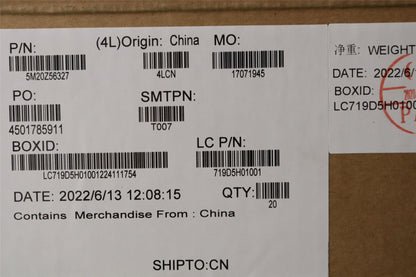 P/N:
(4L)Origin: China
MO:
5M20Z56327
4LCN
17071945
PO:
SMTPN:
4501785911
T007
BOXID:
LC P/N:
LC719D5H01001224111754
719D5H01001
DATE: 2022/6/13 12:08:15
QTY:
20
Contains Merchandise From : China
SHIPTO:CN
净重: WEIGHT
DATE: 2022/6/1
BOXID:
LC719D5H0100